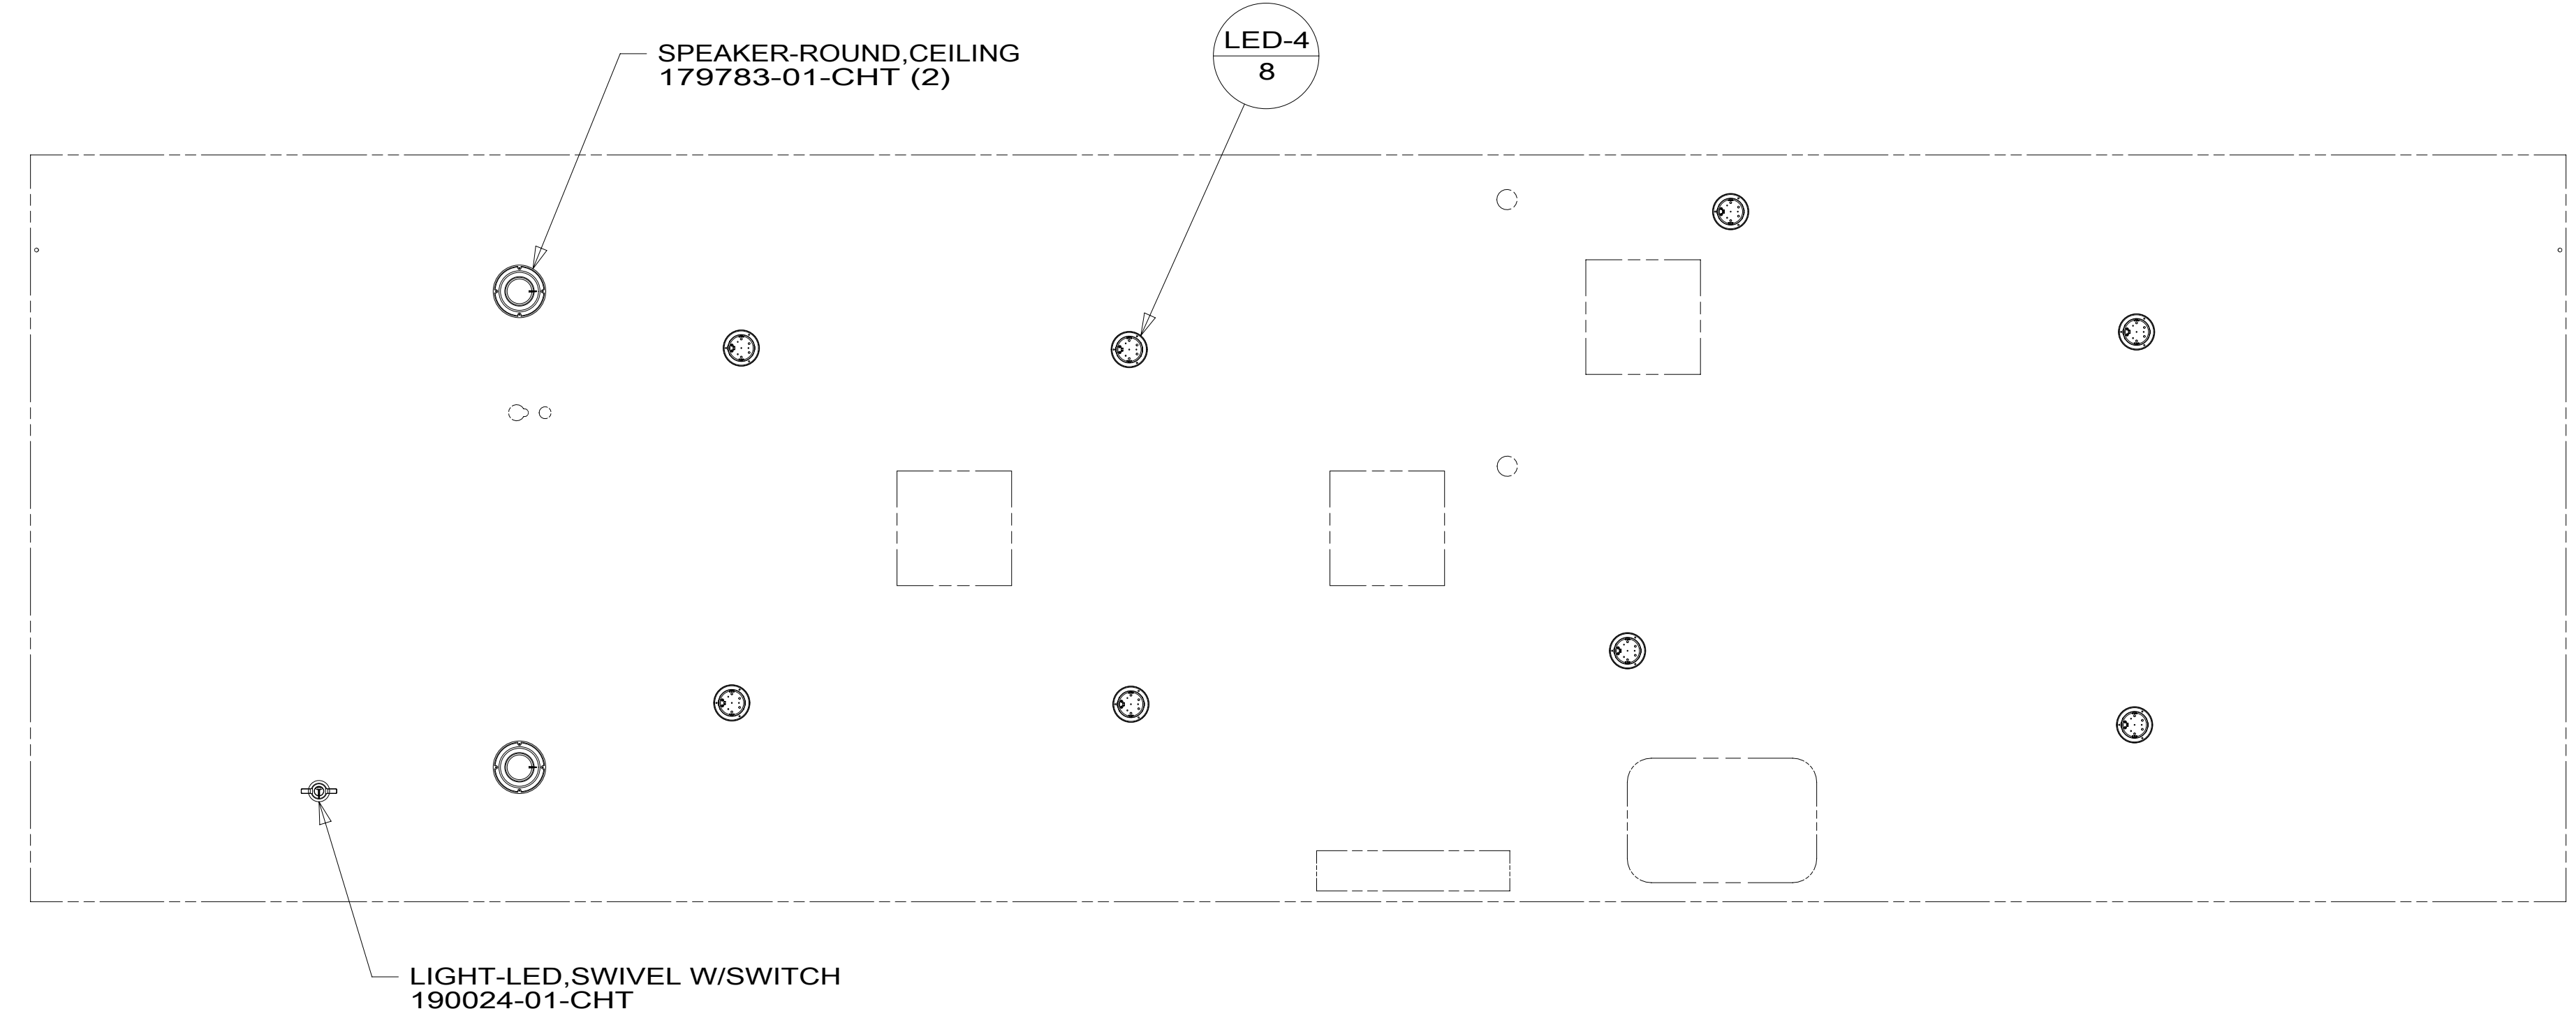 SPEAKER-ROUND,CEILING
179783-01-CHT (2)
LED-4
8
LIGHT-LED,SWIVEL W/SWITCH
190024-01-CHT